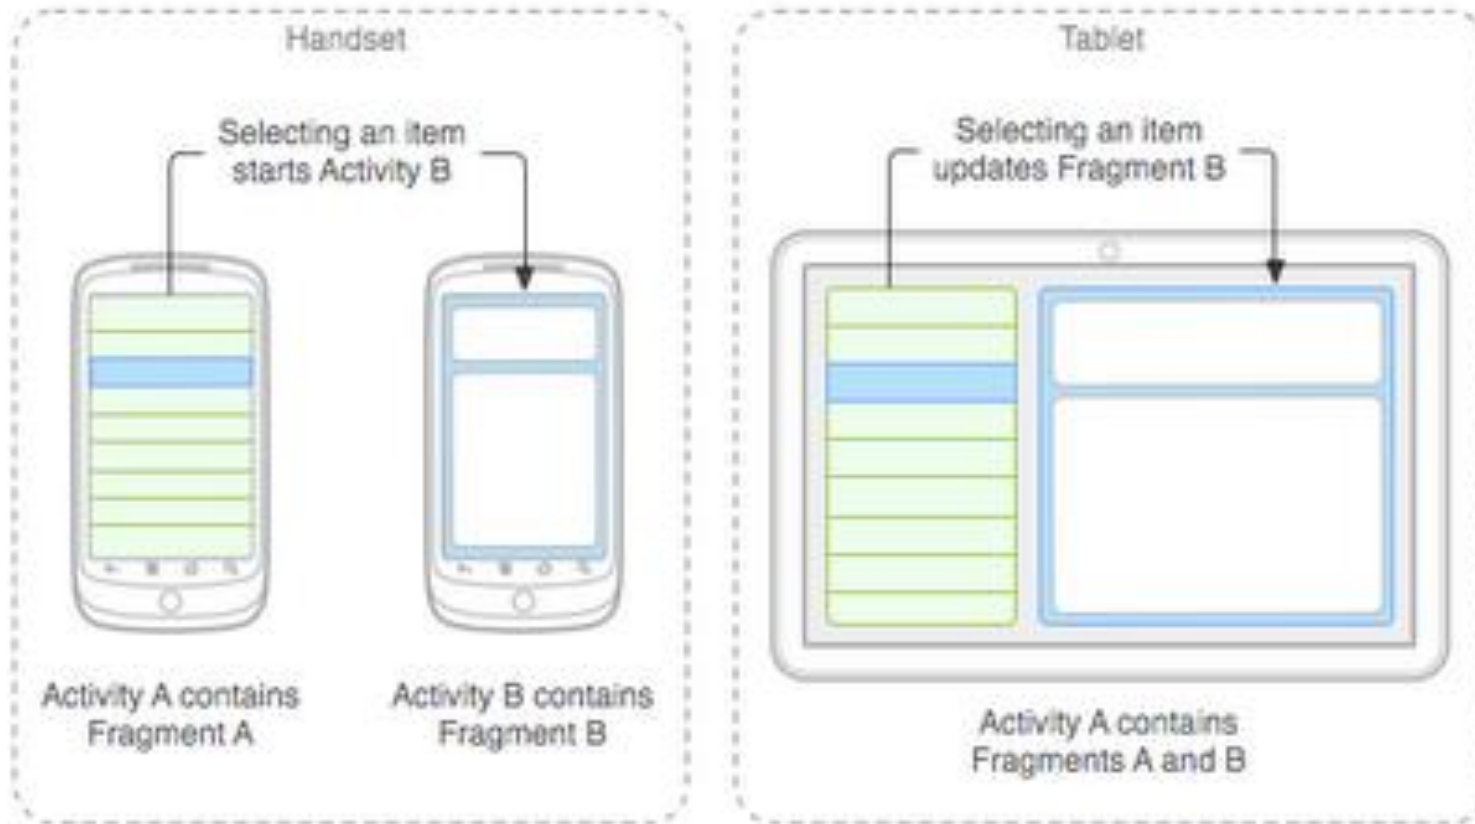 Handset
Selecting an item
starts Activity B
Activity A contains
Fragment A
Activity B contains
Fragment B
Tablet
Selecting an item
updates Fragment B
Activity A contains
Fragments A and B